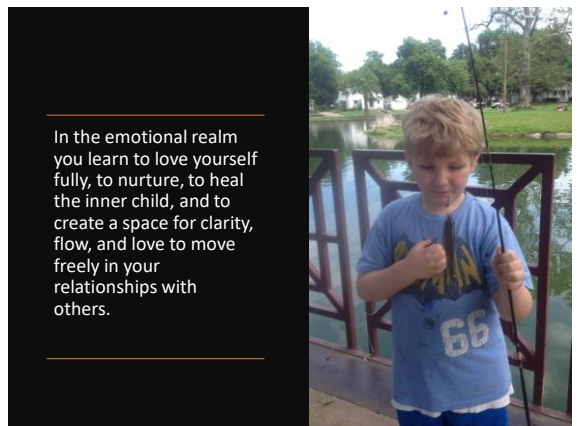 In the emotional realm
you learn to love yourself
fully, to nurture, to heal
the inner child, and to
create a space for clarity,
flow, and love to move
freely in your
relationships with
others.
66